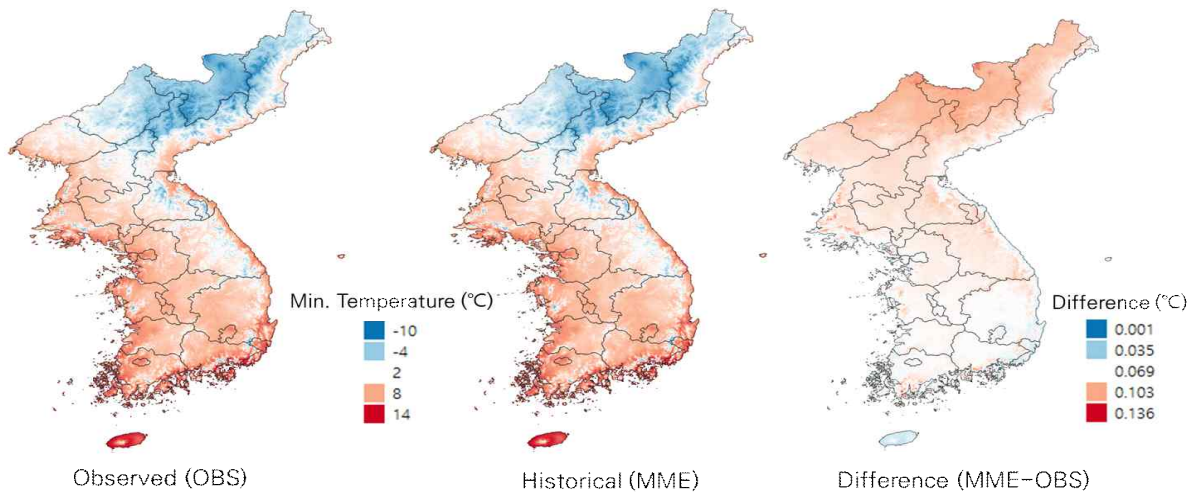 Min. Temperature (℃)
-10
-4
2
8
14
Difference (℃)
0.001
0.035
0.069
0.103
0.136
Observed (OBS)
Historical (MME)
Difference (MME-OBS)